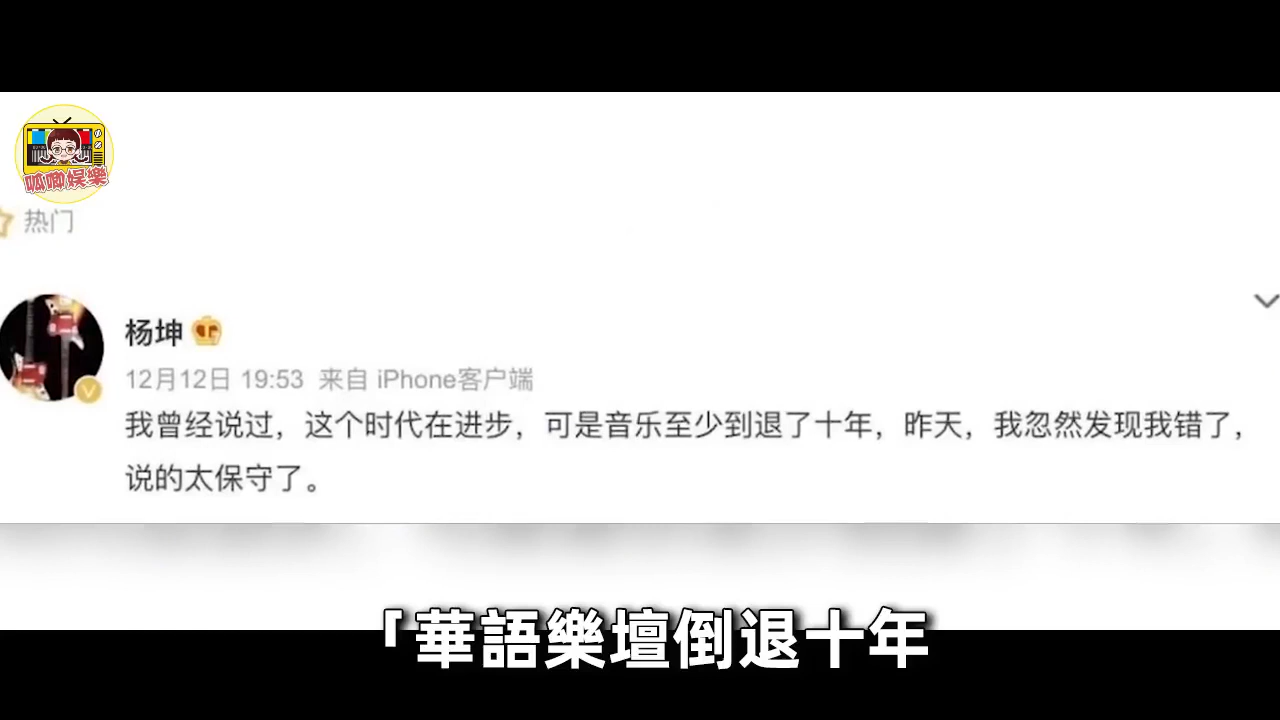 呱唧娱樂
热门
杨坤
12月12日 19:53 来自 iPhone客户端
我曾经说过，这个时代在进步，可是音乐至少到退了十年，昨天，我忽然发现我错了，
说的太保守了。
「華語樂壇倒退十年